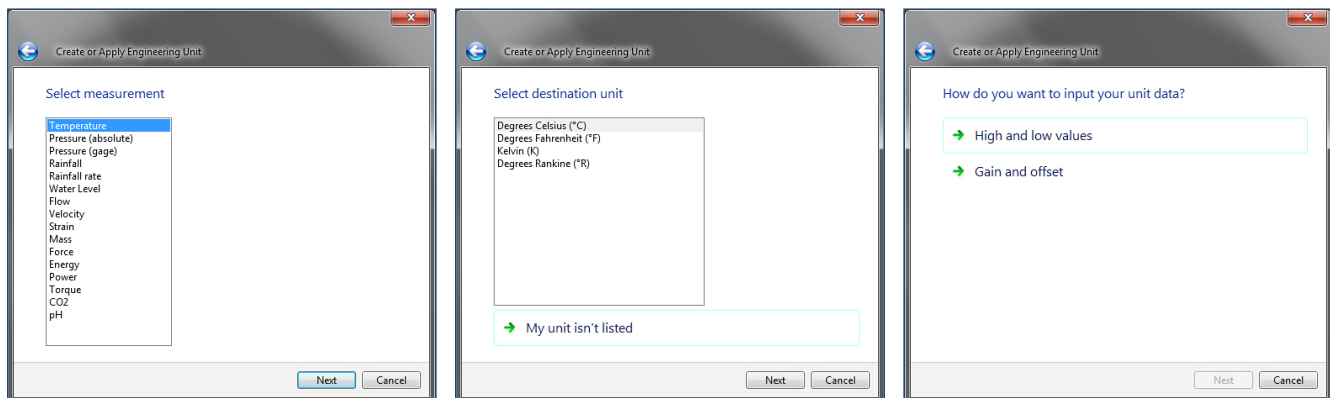 Create or Apply Engineering Unit
Select measurement
Temperature
Pressure (absolute)
Pressure (gage)
Rainfall
Rainfall rate
Water Level
Flow
Velocity
Strain
Mass
Force
Energy
Power
Torque
CO2
pH
Next
Cancel
Create or Apply Engineering Unit
Select destination unit
Degrees Celsius (°C)
Degrees Fahrenheit (°F)
Kelvin (K)
Degrees Rankine (°R)
My unit isn't listed
Next
Cancel
Create or Apply Engineering Unit
How do you want to input your unit data?
High and low values
Gain and offset
Next
Cancel